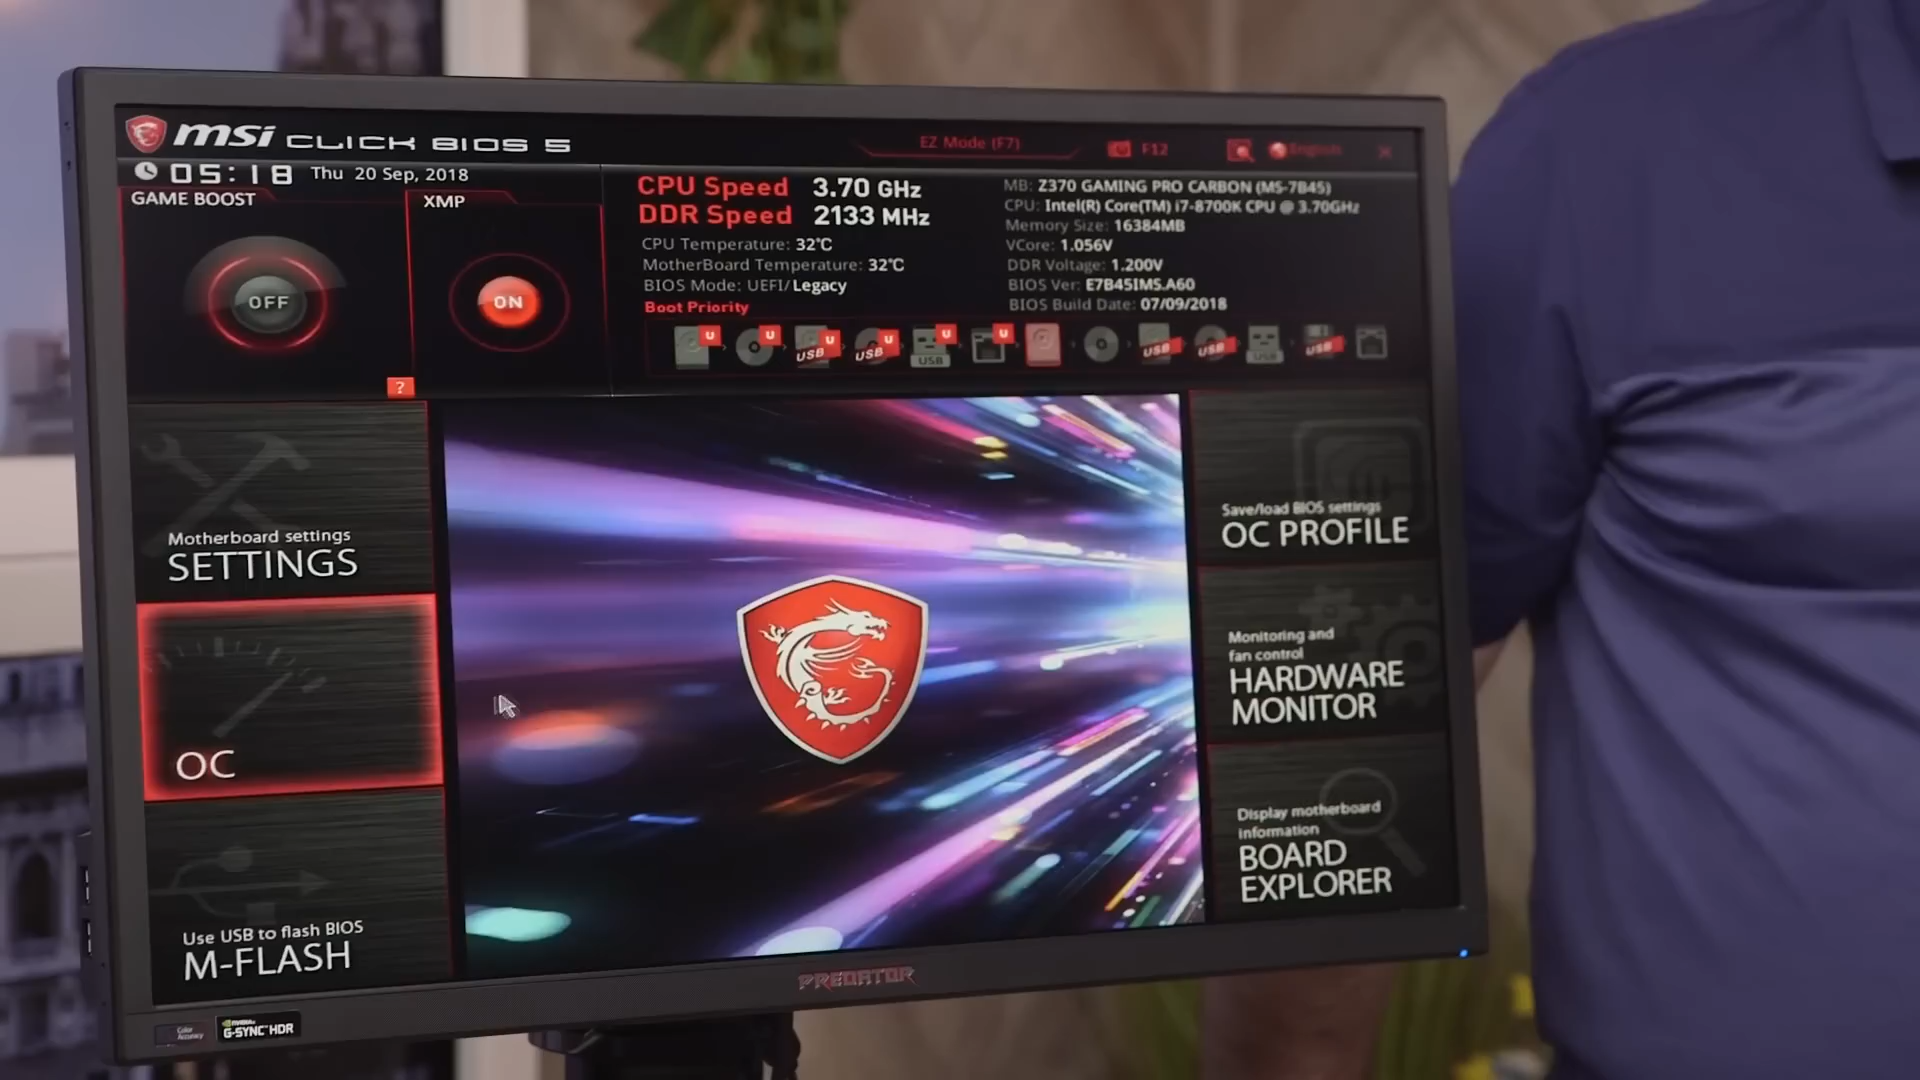 msi CLICK BIOS 5
EZ Mode (F7)
F12
English
X
05:18 Thu 20 Sep, 2018
GAME BOOST
XMP
OFF
ON
?
CPU Speed 3.70 GHz
DDR Speed 2133 MHz
CPU Temperature: 32°C
MotherBoard Temperature: 32°C
BIOS Mode: UEFI/Legacy
Boot Priority
MB: Z370 GAMING PRO CARBON (MS-7B45)
CPU: Intel(R) Core(TM) i7-8700K CPU @ 3.70GHz
Memory Size: 16384MB
VCore: 1.056V
DDR Voltage: 1.200V
BIOS Ver: E7B45IMS.A60
BIOS Build Date: 07/09/2018
U U USB U USB U USB U U USB USB USB USB
Motherboard settings
SETTINGS
OC
Use USB to flash BIOS
M-FLASH
Save/load BIOS settings
OC PROFILE
Monitoring and
fan control
HARDWARE
MONITOR
Display motherboard
information
BOARD
EXPLORER
PREDATOR
Color
Accuracy
NVIDIA
G-SYNC HDR